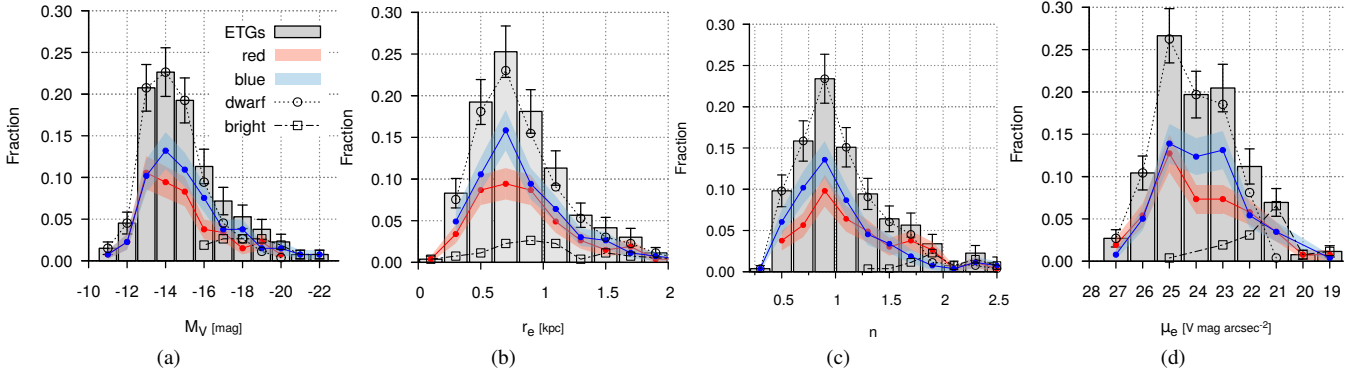 0.30
0.25
0.20
0.15
0.10
0.05
0.00
Fraction
ETGs
red
blue
dwarf
bright
-10 -12 -14 -16 -18 -20 -22
M_V [mag]
(a)
0.30
0.25
0.20
0.15
0.10
0.05
0.00
Fraction
0 0.5 1 1.5 2
r_e [kpc]
(b)
0.30
0.25
0.20
0.15
0.10
0.05
0.00
Fraction
0.5 1 1.5 2 2.5
n
(c)
0.30
0.25
0.20
0.15
0.10
0.05
0.00
Fraction
28 27 26 25 24 23 22 21 20 19
μ_e [V mag arcsec-2]
(d)